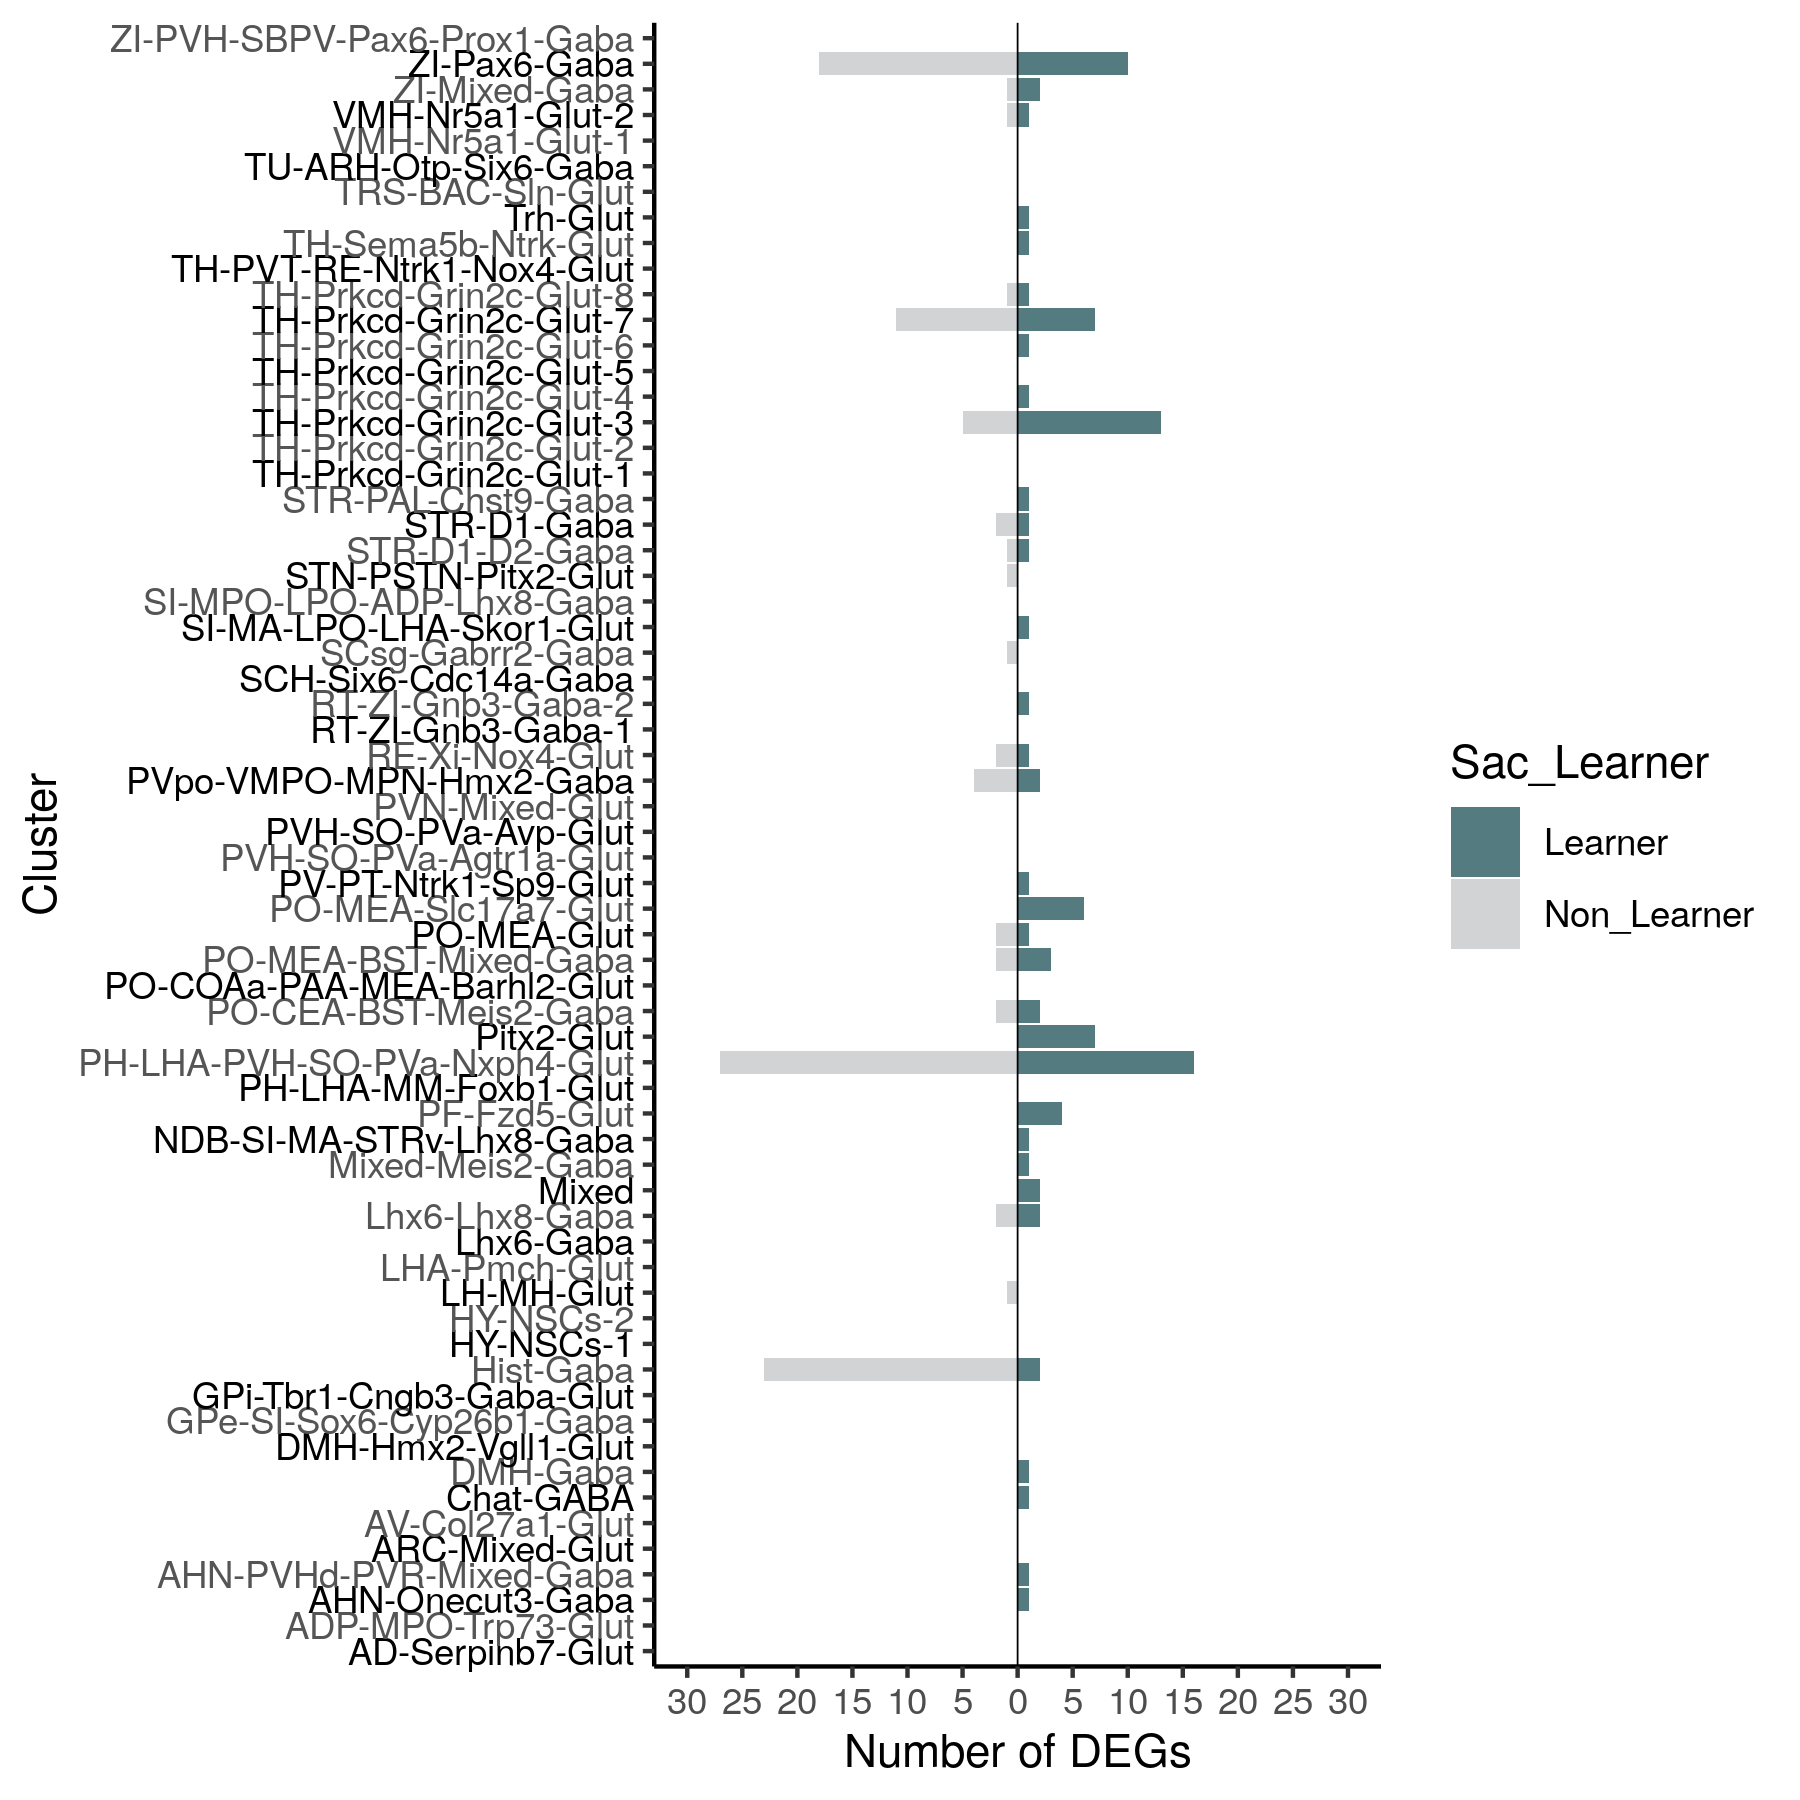 ZI-PVH-SBPV-Pax6-Prox1-Gaba
ZI-Pax6-Gaba
ZI-Mixed-Gaba
VMH-Nr5a1-Glut-2
VMH-Nr5a1-Glut-1
TU-ARH-Otp-Six6-Gaba
TRS-BAC-Sln-Glut
Trh-Glut
TH-Sema5b-Ntrk-Glut
TH-PVT-RE-Ntrk1-Nox4-Glut
TH-Prkcd-Grin2c-Glut-8
TH-Prkcd-Grin2c-Glut-7
TH-Prkcd-Grin2c-Glut-6
TH-Prkcd-Grin2c-Glut-5
TH-Prkcd-Grin2c-Glut-4
TH-Prkcd-Grin2c-Glut-3
TH-Prkcd-Grin2c-Glut-2
TH-Prkcd-Grin2c-Glut-1
STR-PAL-Chst9-Gaba
STR-D1-Gaba
STR-D1-D2-Gaba
STN-PSTN-Pitx2-Glut
SI-MPO-LPO-ADP-Lhx8-Gaba
SI-MA-LPO-LHA-Skor1-Glut
SCsg-Gabrr2-Gaba
SCH-Six6-Cdc14a-Gaba
RT-ZI-Gnb3-Gaba-2
RT-ZI-Gnb3-Gaba-1
RE-Xi-Nox4-Glut
PVpo-VMPO-MPN-Hmx2-Gaba
PVN-Mixed-Glut
PVH-SO-PVa-Avp-Glut
PVH-SO-PVa-Agtr1a-Glut
PV-PT-Ntrk1-Sp9-Glut
PO-MEA-Slc17a7-Glut
PO-MEA-Glut
PO-MEA-BST-Mixed-Gaba
PO-COAa-PAA-MEA-Barhl2-Glut
PO-CEA-BST-Meis2-Gaba
Pitx2-Glut
PH-LHA-PVH-SO-PVa-Nxph4-Glut
PH-LHA-MM-Foxb1-Glut
PF-Fzd5-Glut
NDB-SI-MA-STRv-Lhx8-Gaba
Mixed-Meis2-Gaba
Mixed
Lhx6-Lhx8-Gaba
Lhx6-Gaba
LHA-Pmch-Glut
LH-MH-Glut
HY-NSCs-2
HY-NSCs-1
Hist-Gaba
GPi-Tbr1-Cngb3-Gaba-Glut
GPe-SI-Sox6-Cyp26b1-Gaba
DMH-Hmx2-Vgll1-Glut
DMH-Gaba
Chat-GABA
AV-Col27a1-Glut
ARC-Mixed-Glut
AHN-PVHd-PVR-Mixed-Gaba
AHN-Onecut3-Gaba
ADP-MPO-Trp73-Glut
AD-Serpinb7-Glut
Cluster
30 25 20 15 10 5 0 5 10 15 20 25 30
Number of DEGs
Sac_Learner
Learner
Non_Learner